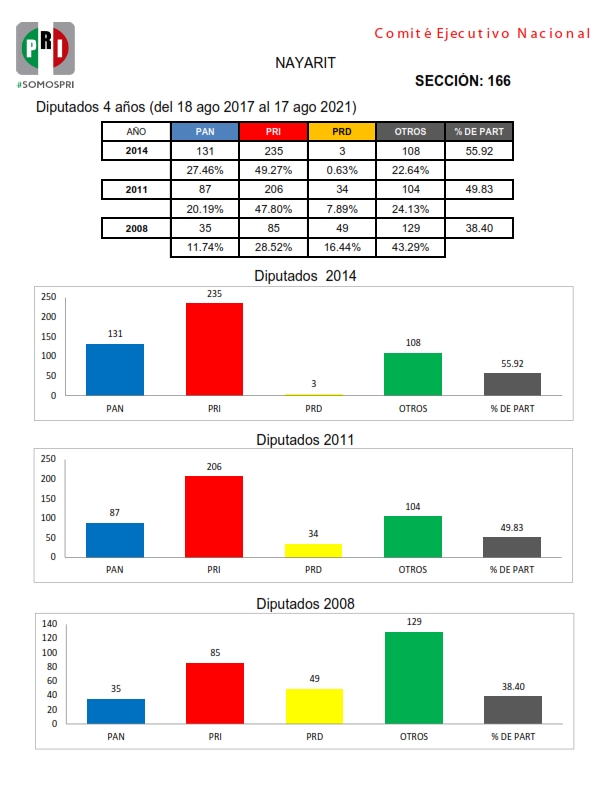 Comité Ejecutivo Nacional
PRI
#SOMOSPRI
NAYARIT
SECCIÓN: 166
Diputados 4 años (del 18 ago 2017 al 17 ago 2021)
AÑO PAN PRI PRD OTROS % DE PART
2014 131 235 3 108 55.92
27.46% 49.27% 0.63% 22.64%
2011 87 206 34 104 49.83
20.19% 47.80% 7.89% 24.13%
2008 35 85 49 129 38.40
11.74% 28.52% 16.44% 43.29%
Diputados 2014
250
200
150
100
50
0
131 235 3 108 55.92
PAN PRI PRD OTROS % DE PART
Diputados 2011
250
200
150
100
50
0
87 206 34 104 49.83
PAN PRI PRD OTROS % DE PART
Diputados 2008
140
120
100
80
60
40
20
0
35 85 49 129 38.40
PAN PRI PRD OTROS % DE PART